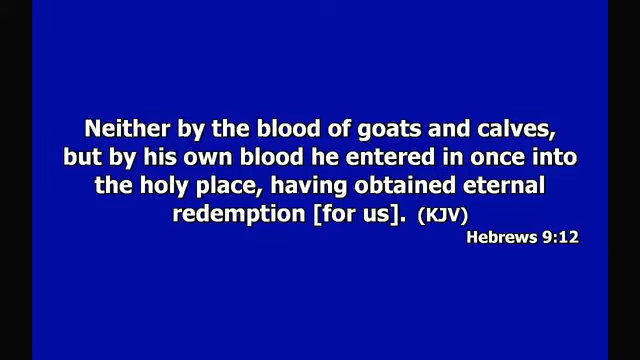 Neither by the blood of goats and calves,
but by his own blood he entered in once into
the holy place, having obtained eternal
redemption [for us]. (KJV)
Hebrews 9:12